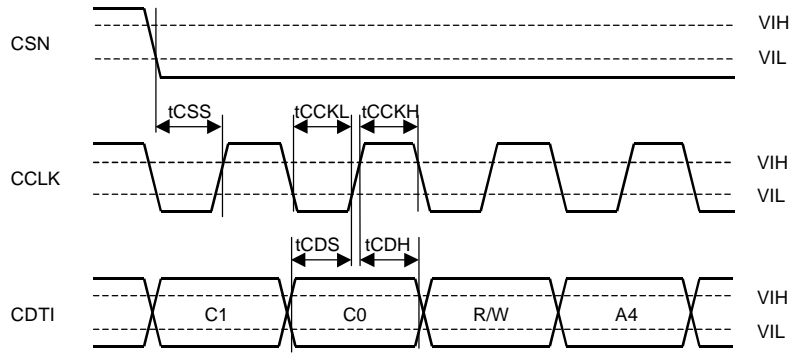 CSN
VIH
VIL
tCSS
tCCKL
tCCKH
CCLK
VIH
VIL
tCDS
tCDH
CDTI
C1
C0
R/W
A4
VIH
VIL